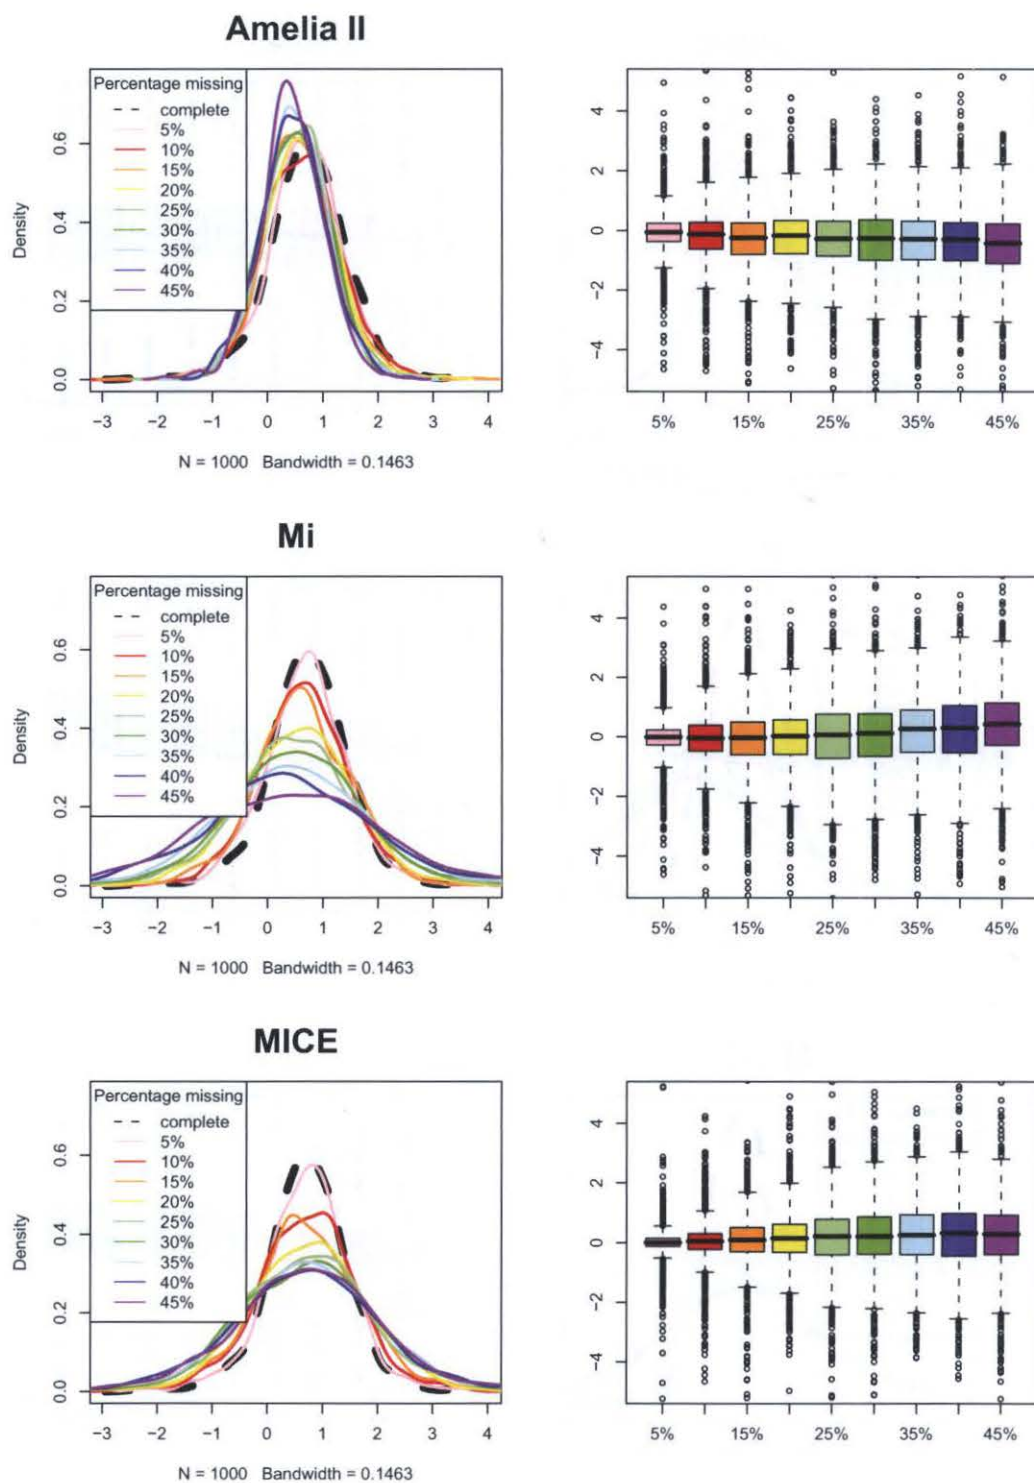 Amelia II
Percentage missing
complete
5%
10%
15%
20%
25%
30%
35%
40%
45%
Density
0.0
0.2
0.4
0.6
−3 −2 −1 0 1 2 3 4
N = 1000 Bandwidth = 0.1463
4
2
0
−2
−4
5% 15% 25% 35% 45%
Mi
Percentage missing
complete
5%
10%
15%
20%
25%
30%
35%
40%
45%
Density
0.0
0.2
0.4
0.6
−3 −2 −1 0 1 2 3 4
N = 1000 Bandwidth = 0.1463
4
2
0
−2
−4
5% 15% 25% 35% 45%
MICE
Percentage missing
complete
5%
10%
15%
20%
25%
30%
35%
40%
45%
Density
0.0
0.2
0.4
0.6
−3 −2 −1 0 1 2 3 4
N = 1000 Bandwidth = 0.1463
4
2
0
−2
−4
5% 15% 25% 35% 45%